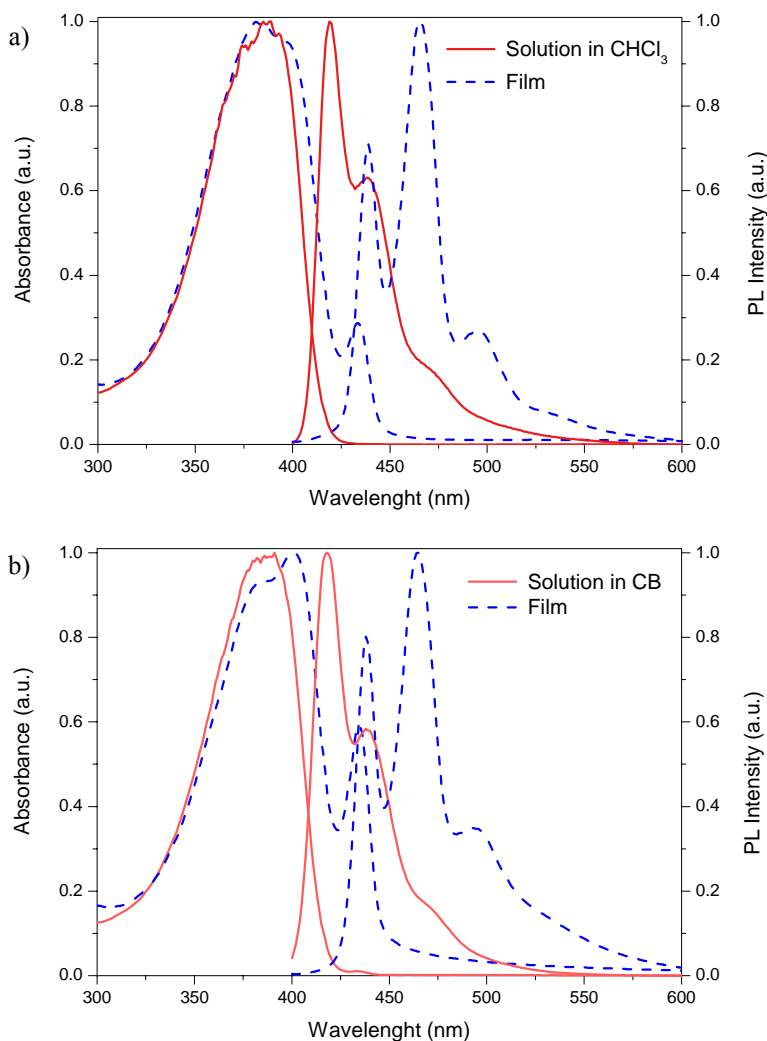 a)
Solution in CHCl₃
Film
1.0 0.8 0.6 0.4 0.2 0.0
Absorbance (a.u.)
1.0 0.8 0.6 0.4 0.2 0.0
PL Intensity (a.u.)
300 350 400 450 500 550 600
Wavelenght (nm)
b)
Solution in CB
Film
1.0 0.8 0.6 0.4 0.2 0.0
Absorbance (a.u.)
1.0 0.8 0.6 0.4 0.2 0.0
PL Intensity (a.u.)
300 350 400 450 500 550 600
Wavelenght (nm)